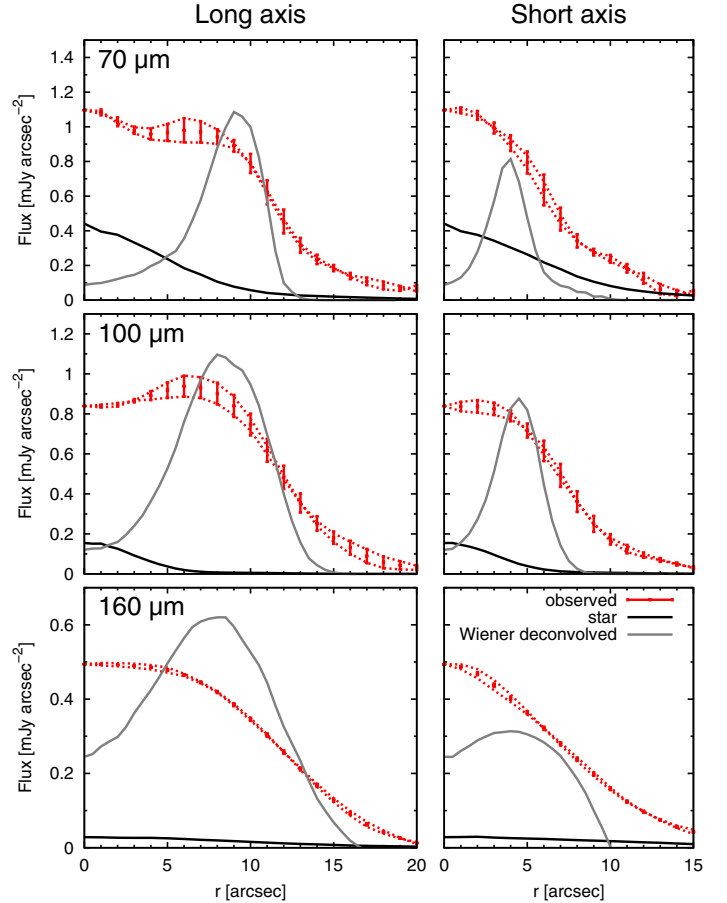 Long axis
Short axis
70 µm
Flux [mJy arcsec⁻²]
1.4
1.2
1
0.8
0.6
0.4
0.2
0
100 µm
Flux [mJy arcsec⁻²]
1.2
1
0.8
0.6
0.4
0.2
0
160 µm
observed
star
Wiener deconvolved
Flux [mJy arcsec⁻²]
0.6
0.4
0.2
0
0 5 10 15 20
0 5 10 15
r [arcsec]
r [arcsec]